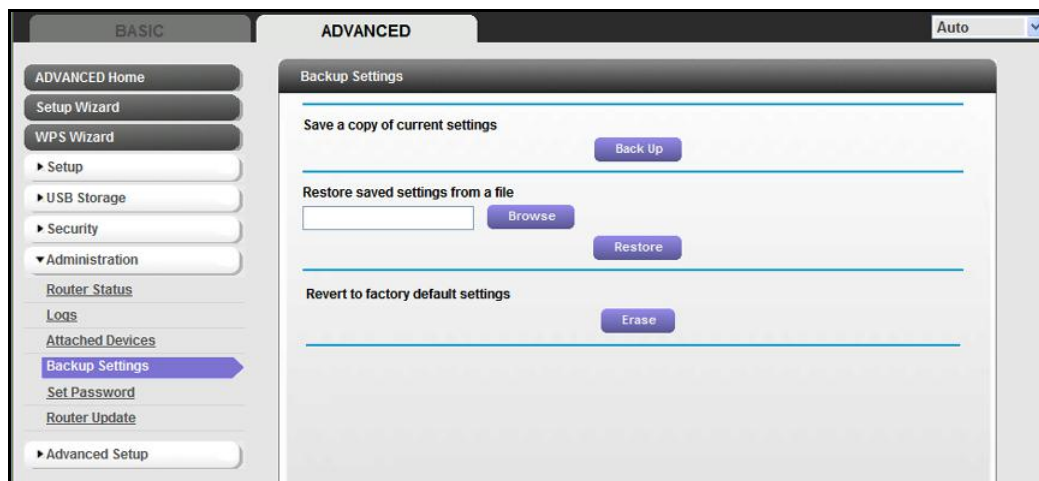 BASIC
ADVANCED
Auto
ADVANCED Home
Setup Wizard
WPS Wizard
Setup
USB Storage
Security
Administration
Router Status
Logs
Attached Devices
Backup Settings
Set Password
Router Update
Advanced Setup
Backup Settings
Save a copy of current settings
Back Up
Restore saved settings from a file
Browse
Restore
Revert to factory default settings
Erase